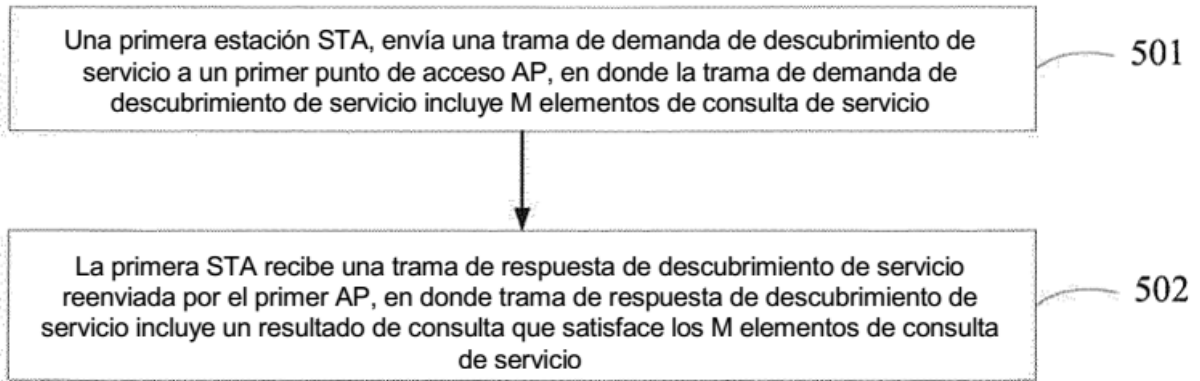 Una primera estación STA, envía una trama de demanda de descubrimiento de
servicio a un primer punto de acceso AP, en donde la trama de demanda de
descubrimiento de servicio incluye M elementos de consulta de servicio
501
La primera STA recibe una trama de respuesta de descubrimiento de servicio
reenviada por el primer AP, en donde trama de respuesta de descubrimiento de
servicio incluye un resultado de consulta que satisface los M elementos de consulta
de servicio
502